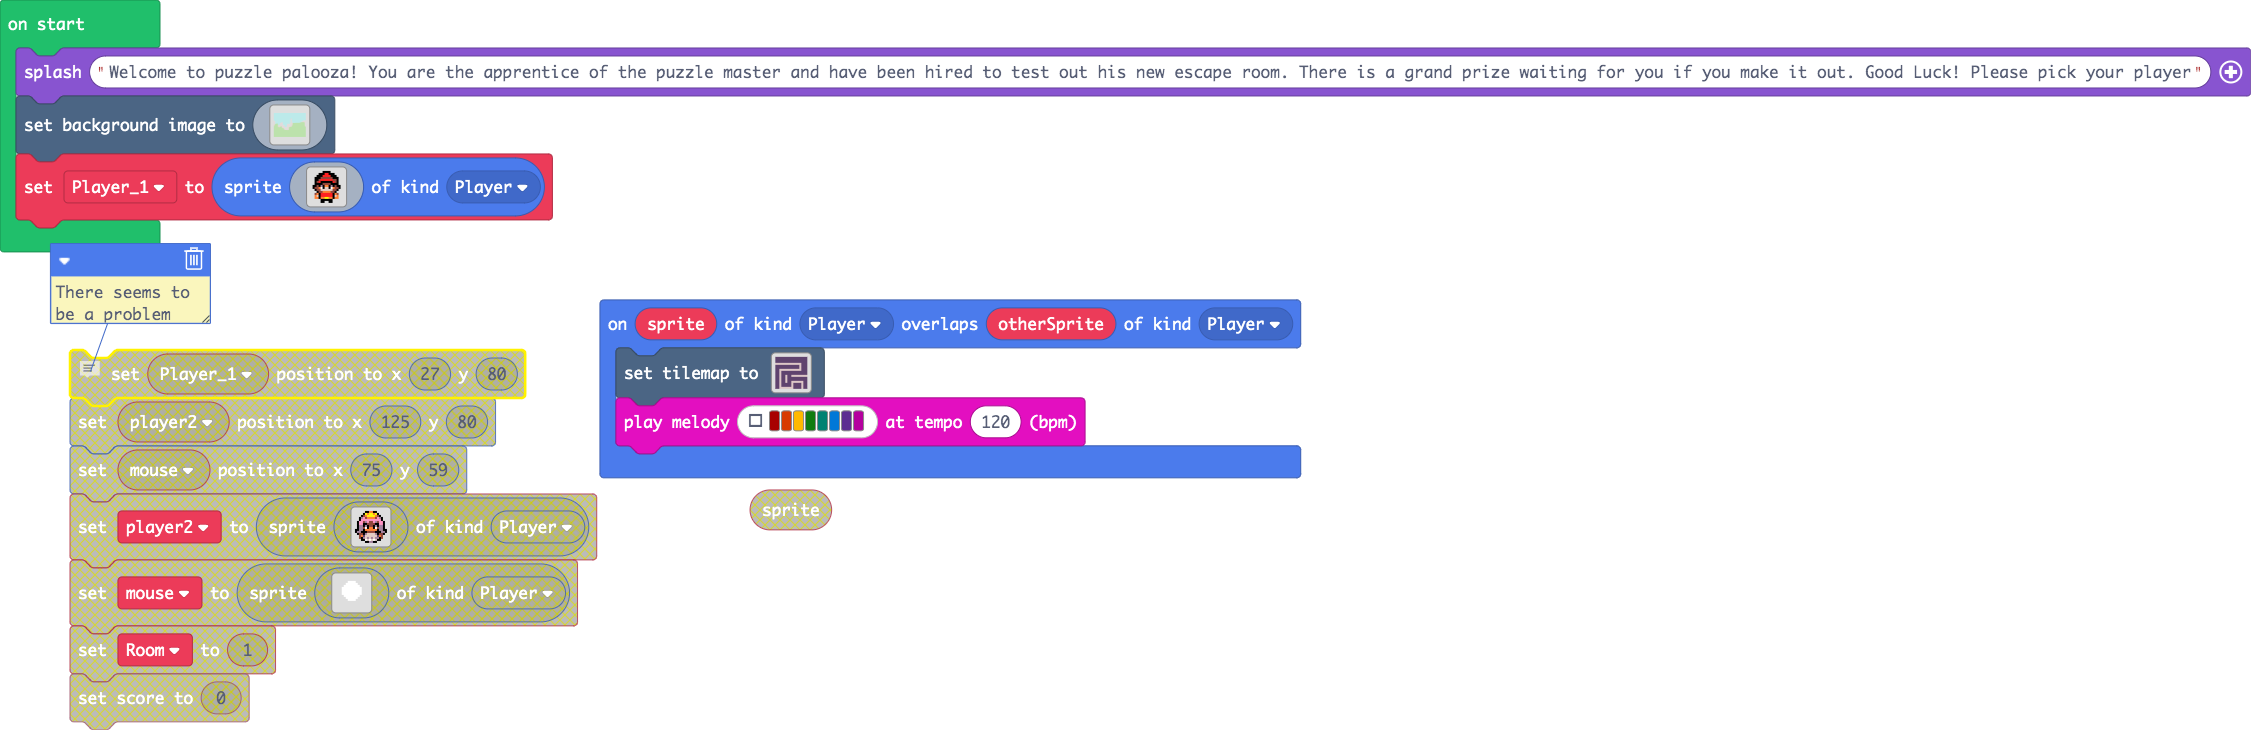 on start
splash "Welcome to puzzle palooza! You are the apprentice of the puzzle master and have been hired to test out his new escape room. There is a grand prize waiting for you if you make it out. Good Luck! Please pick your player"
set background image to
set Player_1 to sprite of kind Player
There seems to
be a problem
set Player_1 position to x 27 y 80
set player2 position to x 125 y 80
set mouse position to x 75 y 59
set player2 to sprite of kind Player
set mouse to sprite of kind Player
set Room to 1
set score to 0
on sprite of kind Player overlaps otherSprite of kind Player
set tilemap to
play melody at tempo 120 (bpm)
sprite